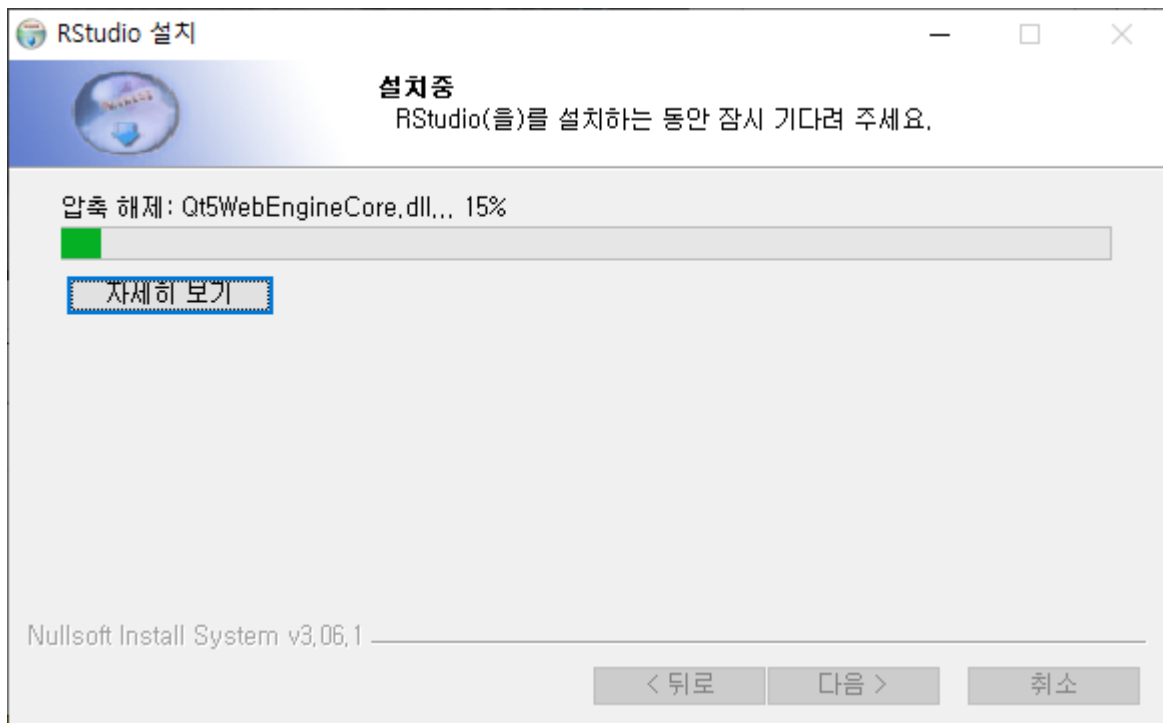 RStudio 설치
설치중
RStudio(을)를 설치하는 동안 잠시 기다려 주세요.
압축 해제: Qt5WebEngineCore.dll... 15%
자세히 보기
Nullsoft Install System v3.06.1
< 뒤로
다음 >
취소